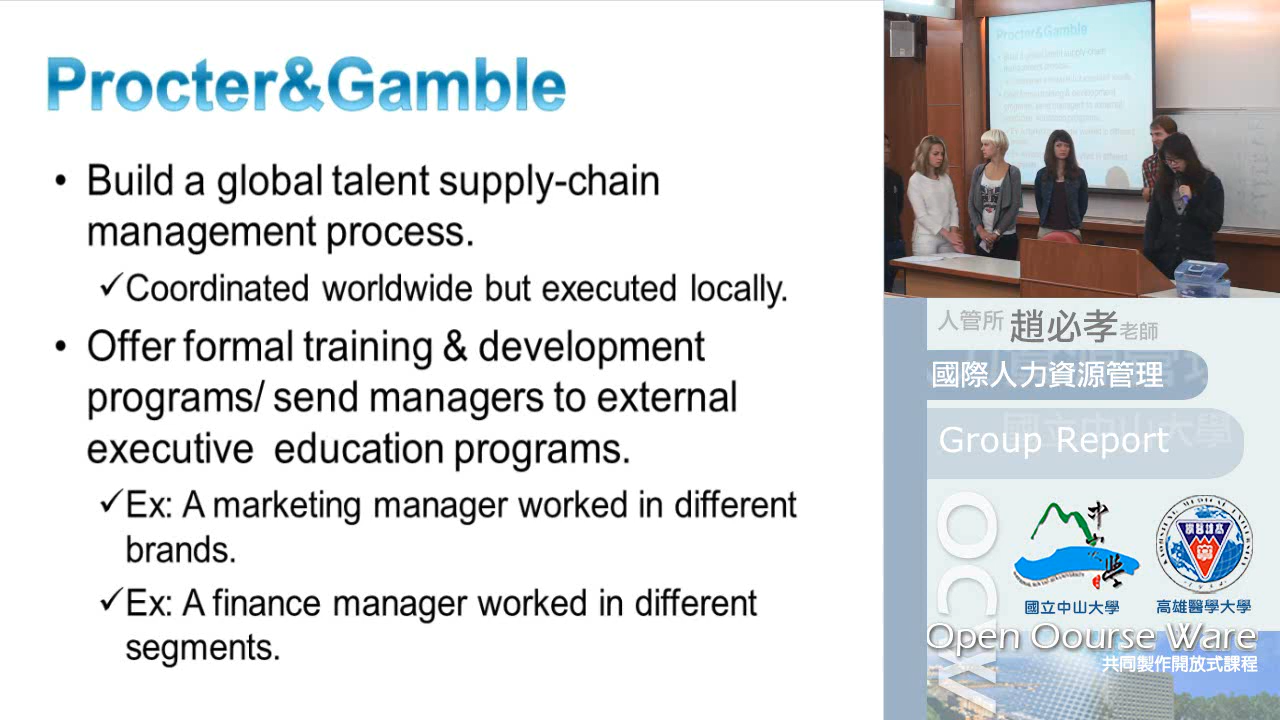 Procter&Gamble
• Build a global talent supply-chain
management process.
✓Coordinated worldwide but executed locally.
• Offer formal training & development
programs/ send managers to external
executive education programs.
✓Ex: A marketing manager worked in different
brands.
✓Ex: A finance manager worked in different
segments.
Procter&Gamble
人管所 趙必孝老師
國際人力資源管理
Group Report
OCW
國立中山大學
高雄醫學大學
Open Oourse Ware
共同製作開放式課程